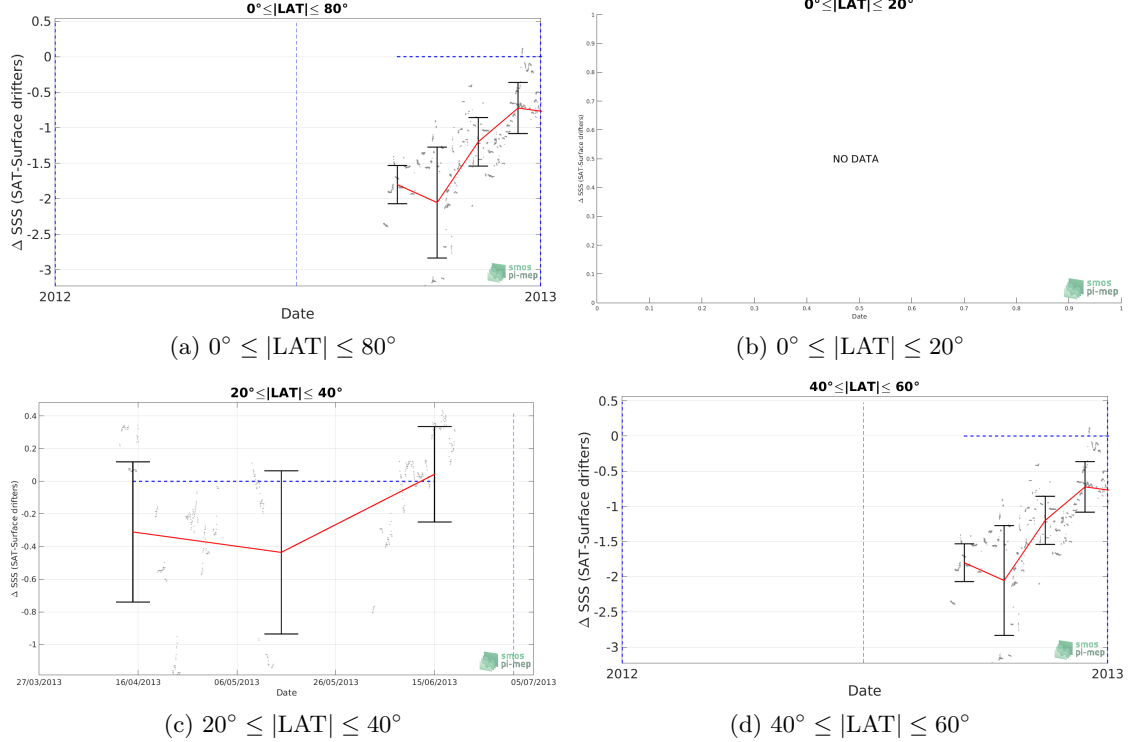 0°≤|LAT|≤ 80°
0.5
0
-0.5
-1
-1.5
-2
-2.5
-3
Δ SSS (SAT-Surface drifters)
2012
2013
Date
smos
pi-mep
(a) 0° ≤ |LAT| ≤ 80°
0°≤|LAT|≤ 20°
1
0.9
0.8
0.7
0.6
0.5
0.4
0.3
0.2
0.1
0
Δ SSS (SAT-Surface drifters)
NO DATA
0 0.1 0.2 0.3 0.4 0.5 0.6 0.7 0.8 0.9 1
Date
smos
pi-mep
(b) 0° ≤ |LAT| ≤ 20°
20°≤|LAT|≤ 40°
0.4
0.2
0
-0.2
-0.4
-0.6
-0.8
-1
Δ SSS (SAT-Surface drifters)
27/03/2013 16/04/2013 06/05/2013 26/05/2013 15/06/2013 05/07/2013
Date
smos
pi-mep
(c) 20° ≤ |LAT| ≤ 40°
40°≤|LAT|≤ 60°
0.5
0
-0.5
-1
-1.5
-2
-2.5
-3
Δ SSS (SAT-Surface drifters)
2012
2013
Date
smos
pi-mep
(d) 40° ≤ |LAT| ≤ 60°